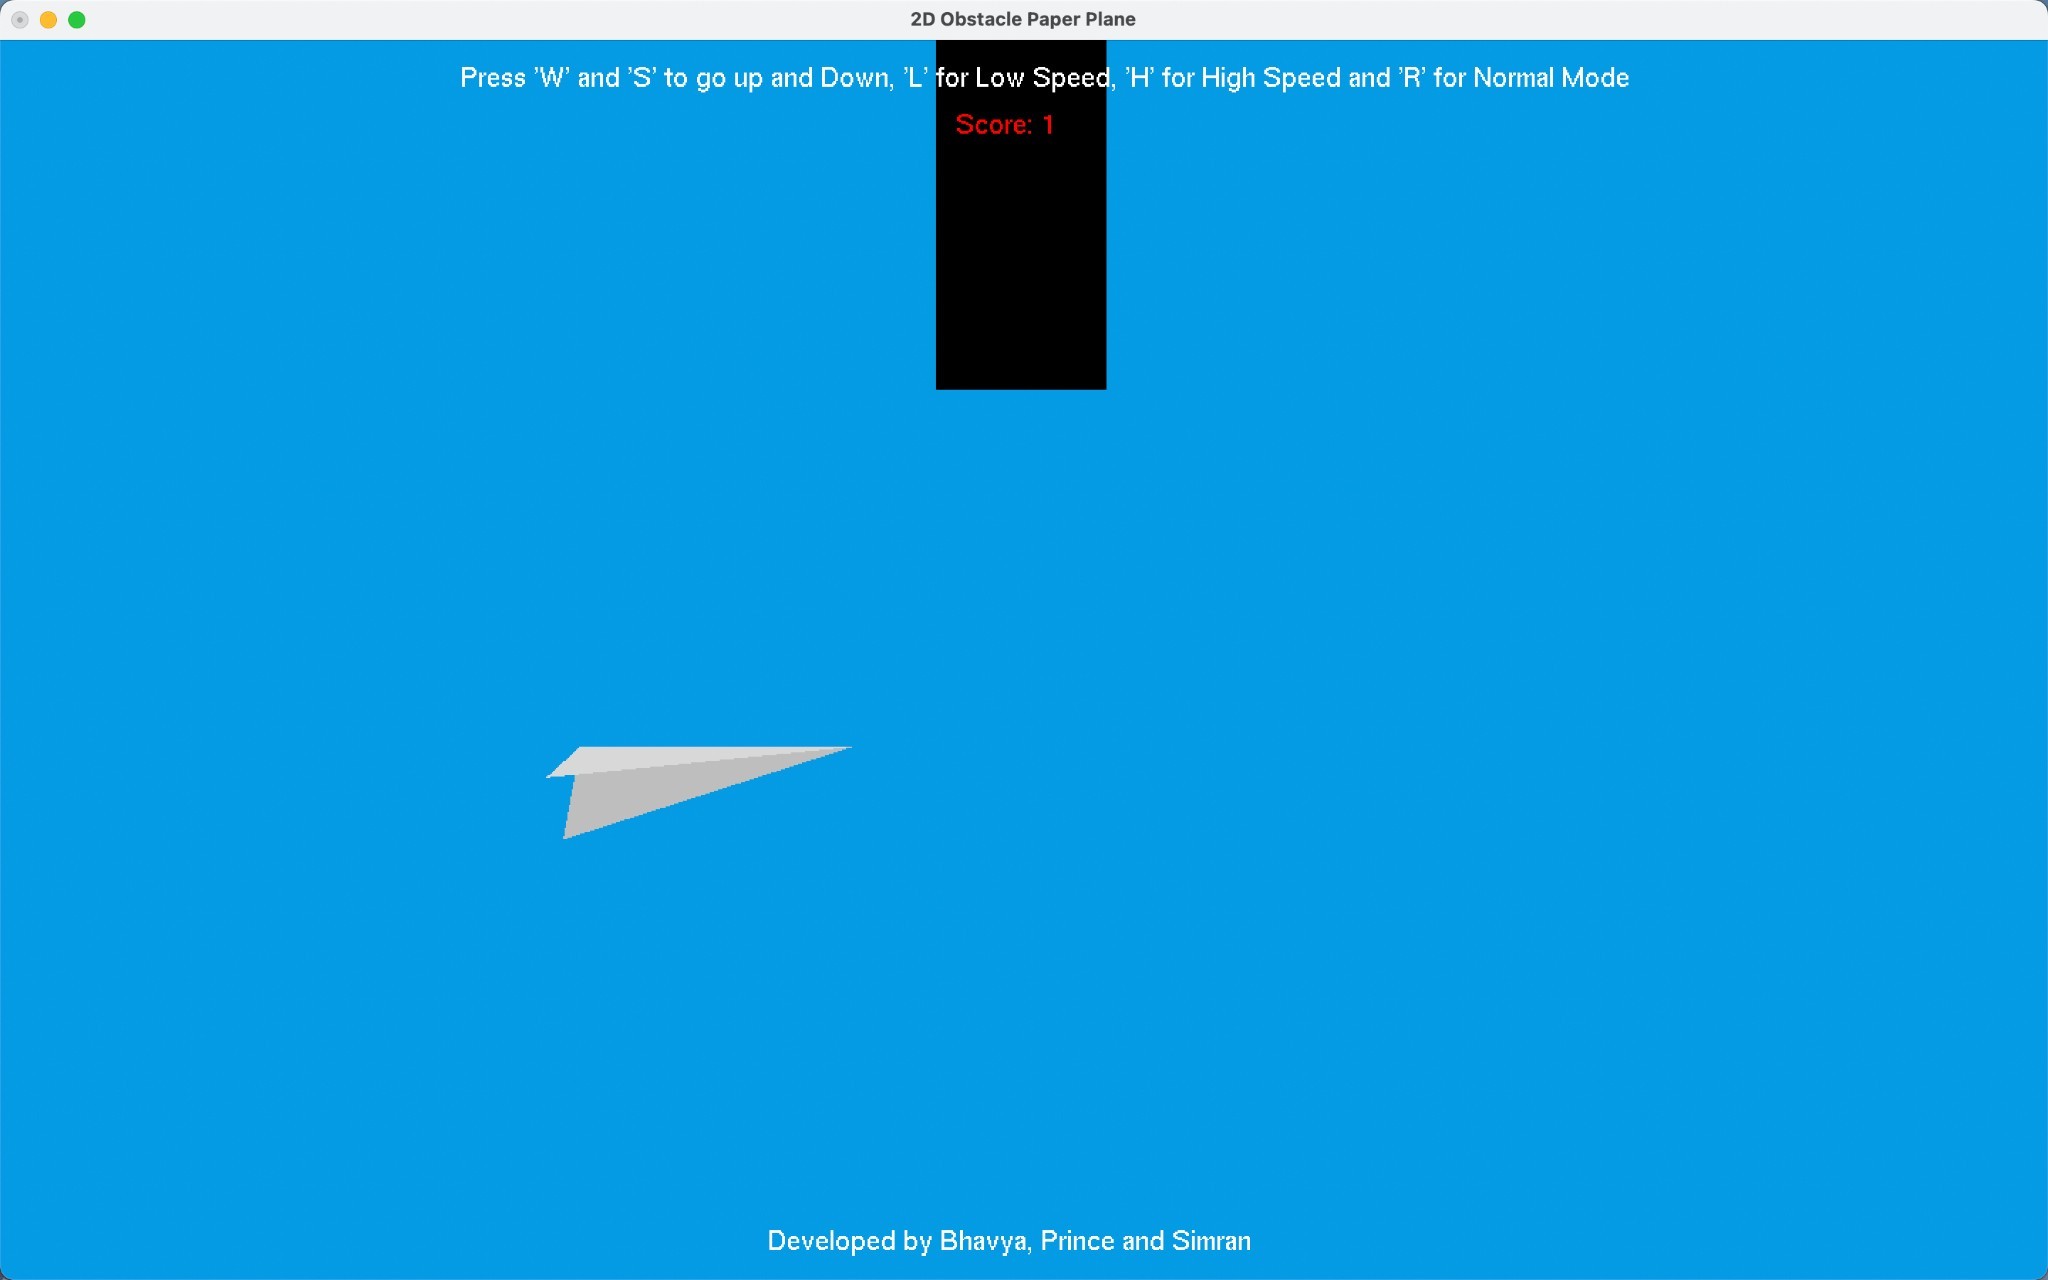 2D Obstacle Paper Plane
Press 'W' and 'S' to go up and Down, 'L' for Low Speed, 'H' for High Speed and 'R' for Normal Mode
Score: 1
Developed by Bhavya, Prince and Simran